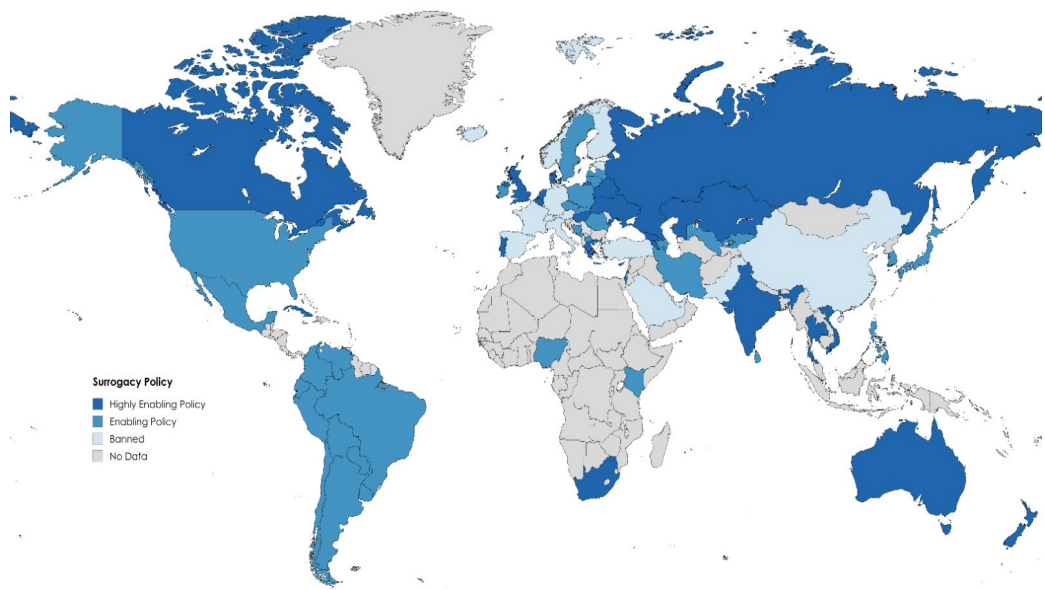 Surrogacy Policy
Highly Enabling Policy
Enabling Policy
Banned
No Data